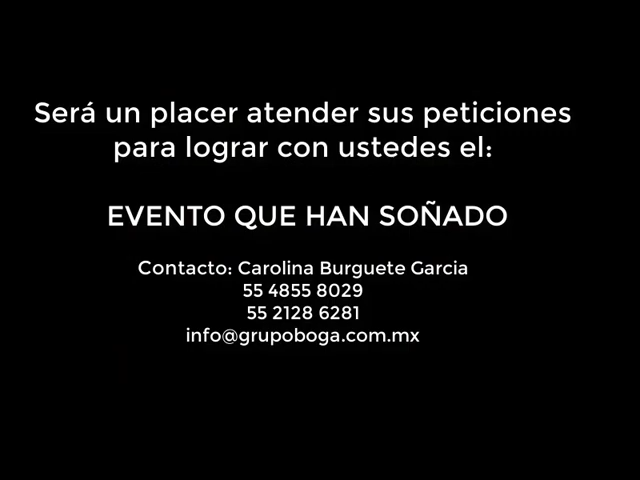 Será un placer atender sus peticiones
para lograr con ustedes el:
EVENTO QUE HAN SOÑADO
Contacto: Carolina Burguete Garcia
55 4855 8029
55 2128 6281
info@grupoboga.com.mx